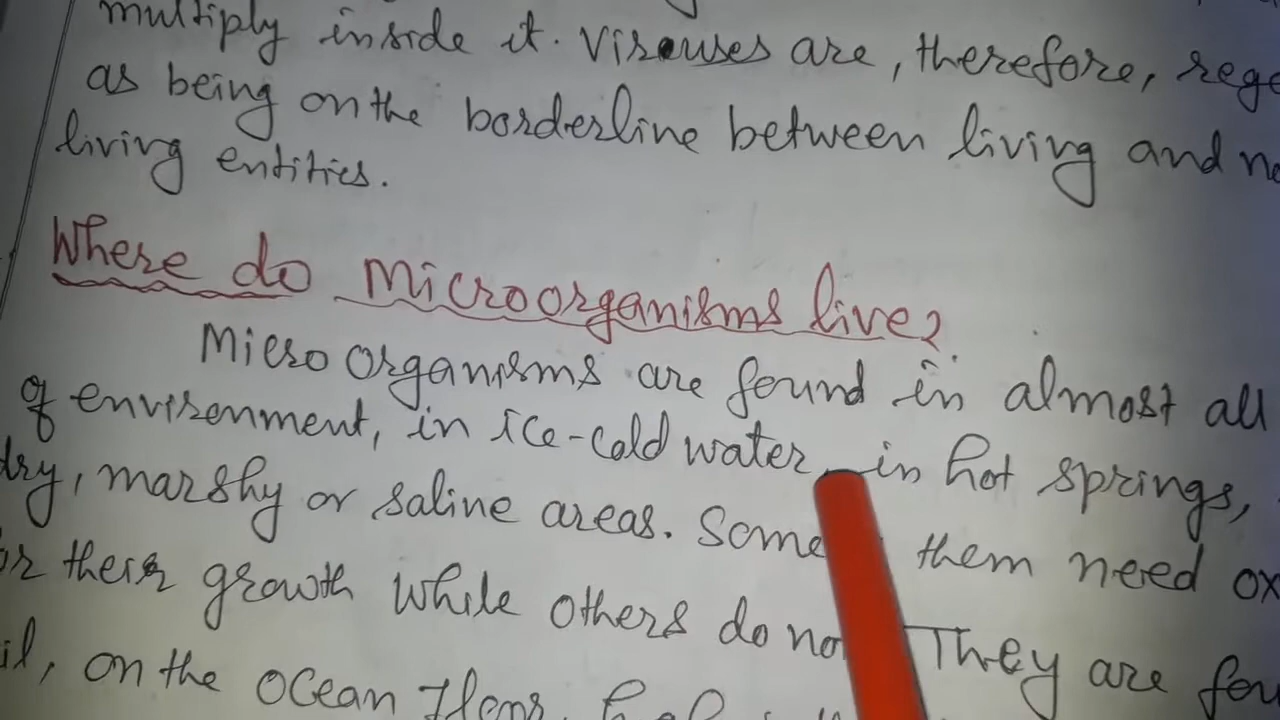 multiply inside it. Viruses are, therefore, rege
as being on the borderline between living and no
living entities.
Where do Microorganisms live?
Micro organisms are found in almost all
of environment, in ice-cold water in hot springs,
dry, marshy or saline areas. Some them need ox
or their growth while others do no They are fou
il, on the ocean